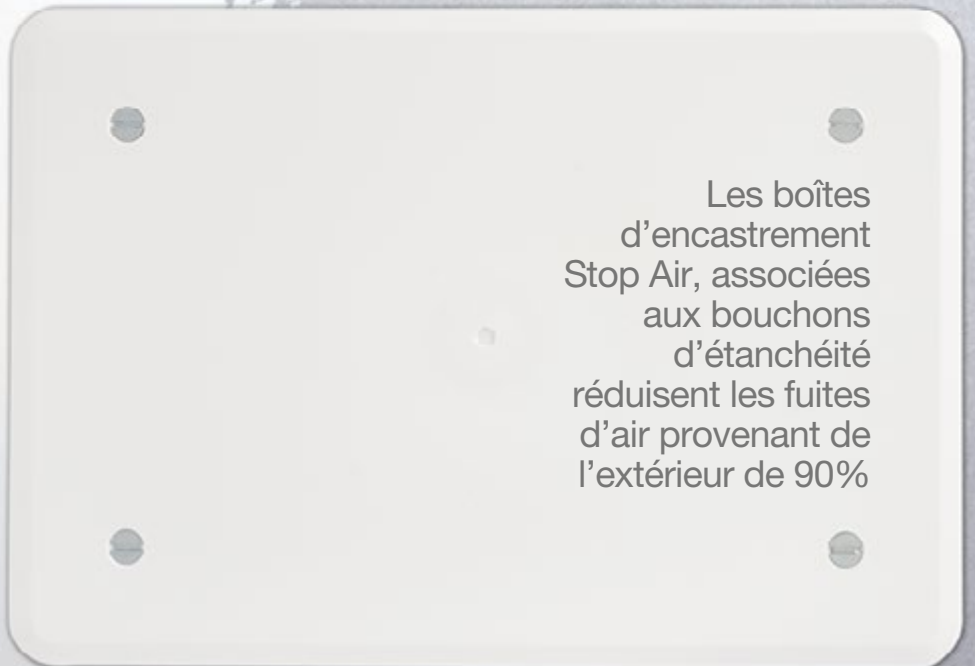 Les boîtes
d’encastrement
Stop Air, associées
aux bouchons
d’étanchéité
réduisent les fuites
d’air provenant de
l’extérieur de 90%